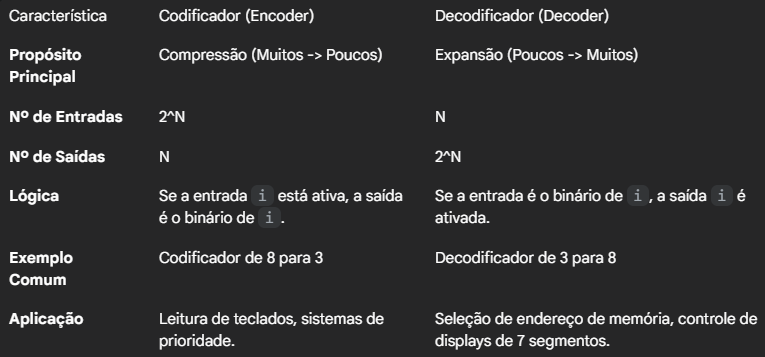 Característica Codificador (Encoder) Decodificador (Decoder)
Propósito Compressão (Muitos -> Poucos) Expansão (Poucos -> Muitos)
Principal
Nº de Entradas 2^N N
Nº de Saídas N 2^N
Lógica Se a entrada i está ativa, a saída Se a entrada é o binário de i, a saída i é
é o binário de i. ativada.
Exemplo Codificador de 8 para 3 Decodificador de 3 para 8
Comum
Aplicação Leitura de teclados, sistemas de Seleção de endereço de memória, controle de
prioridade. displays de 7 segmentos.